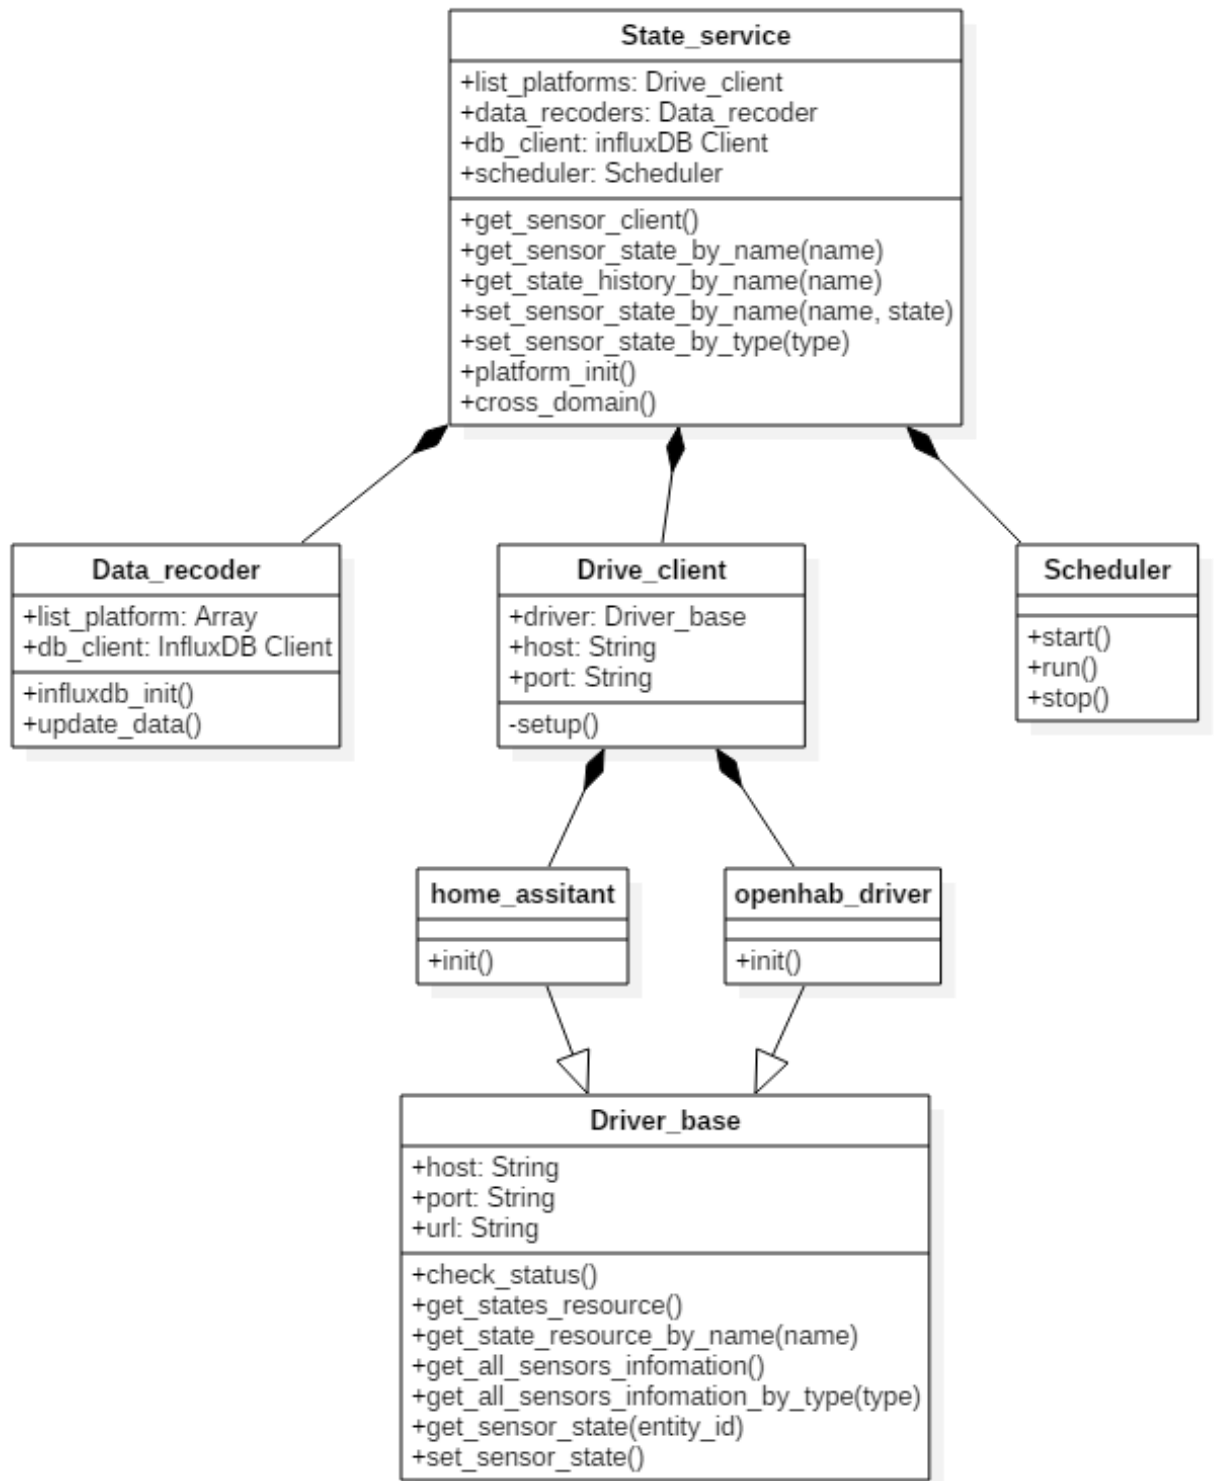 State_service
+list_platforms: Drive_client
+data_recoders: Data_recoder
+db_client: influxDB Client
+scheduler: Scheduler
+get_sensor_client()
+get_sensor_state_by_name(name)
+get_state_history_by_name(name)
+set_sensor_state_by_name(name, state)
+set_sensor_state_by_type(type)
+platform_init()
+cross_domain()
Data_recoder
+list_platform: Array
+db_client: InfluxDB Client
+influxdb_init()
+update_data()
Drive_client
+driver: Driver_base
+host: String
+port: String
-setup()
Scheduler
+start()
+run()
+stop()
home_assitant
+init()
openhab_driver
+init()
Driver_base
+host: String
+port: String
+url: String
+check_status()
+get_states_resource()
+get_state_resource_by_name(name)
+get_all_sensors_infomation()
+get_all_sensors_infomation_by_type(type)
+get_sensor_state(entity_id)
+set_sensor_state()